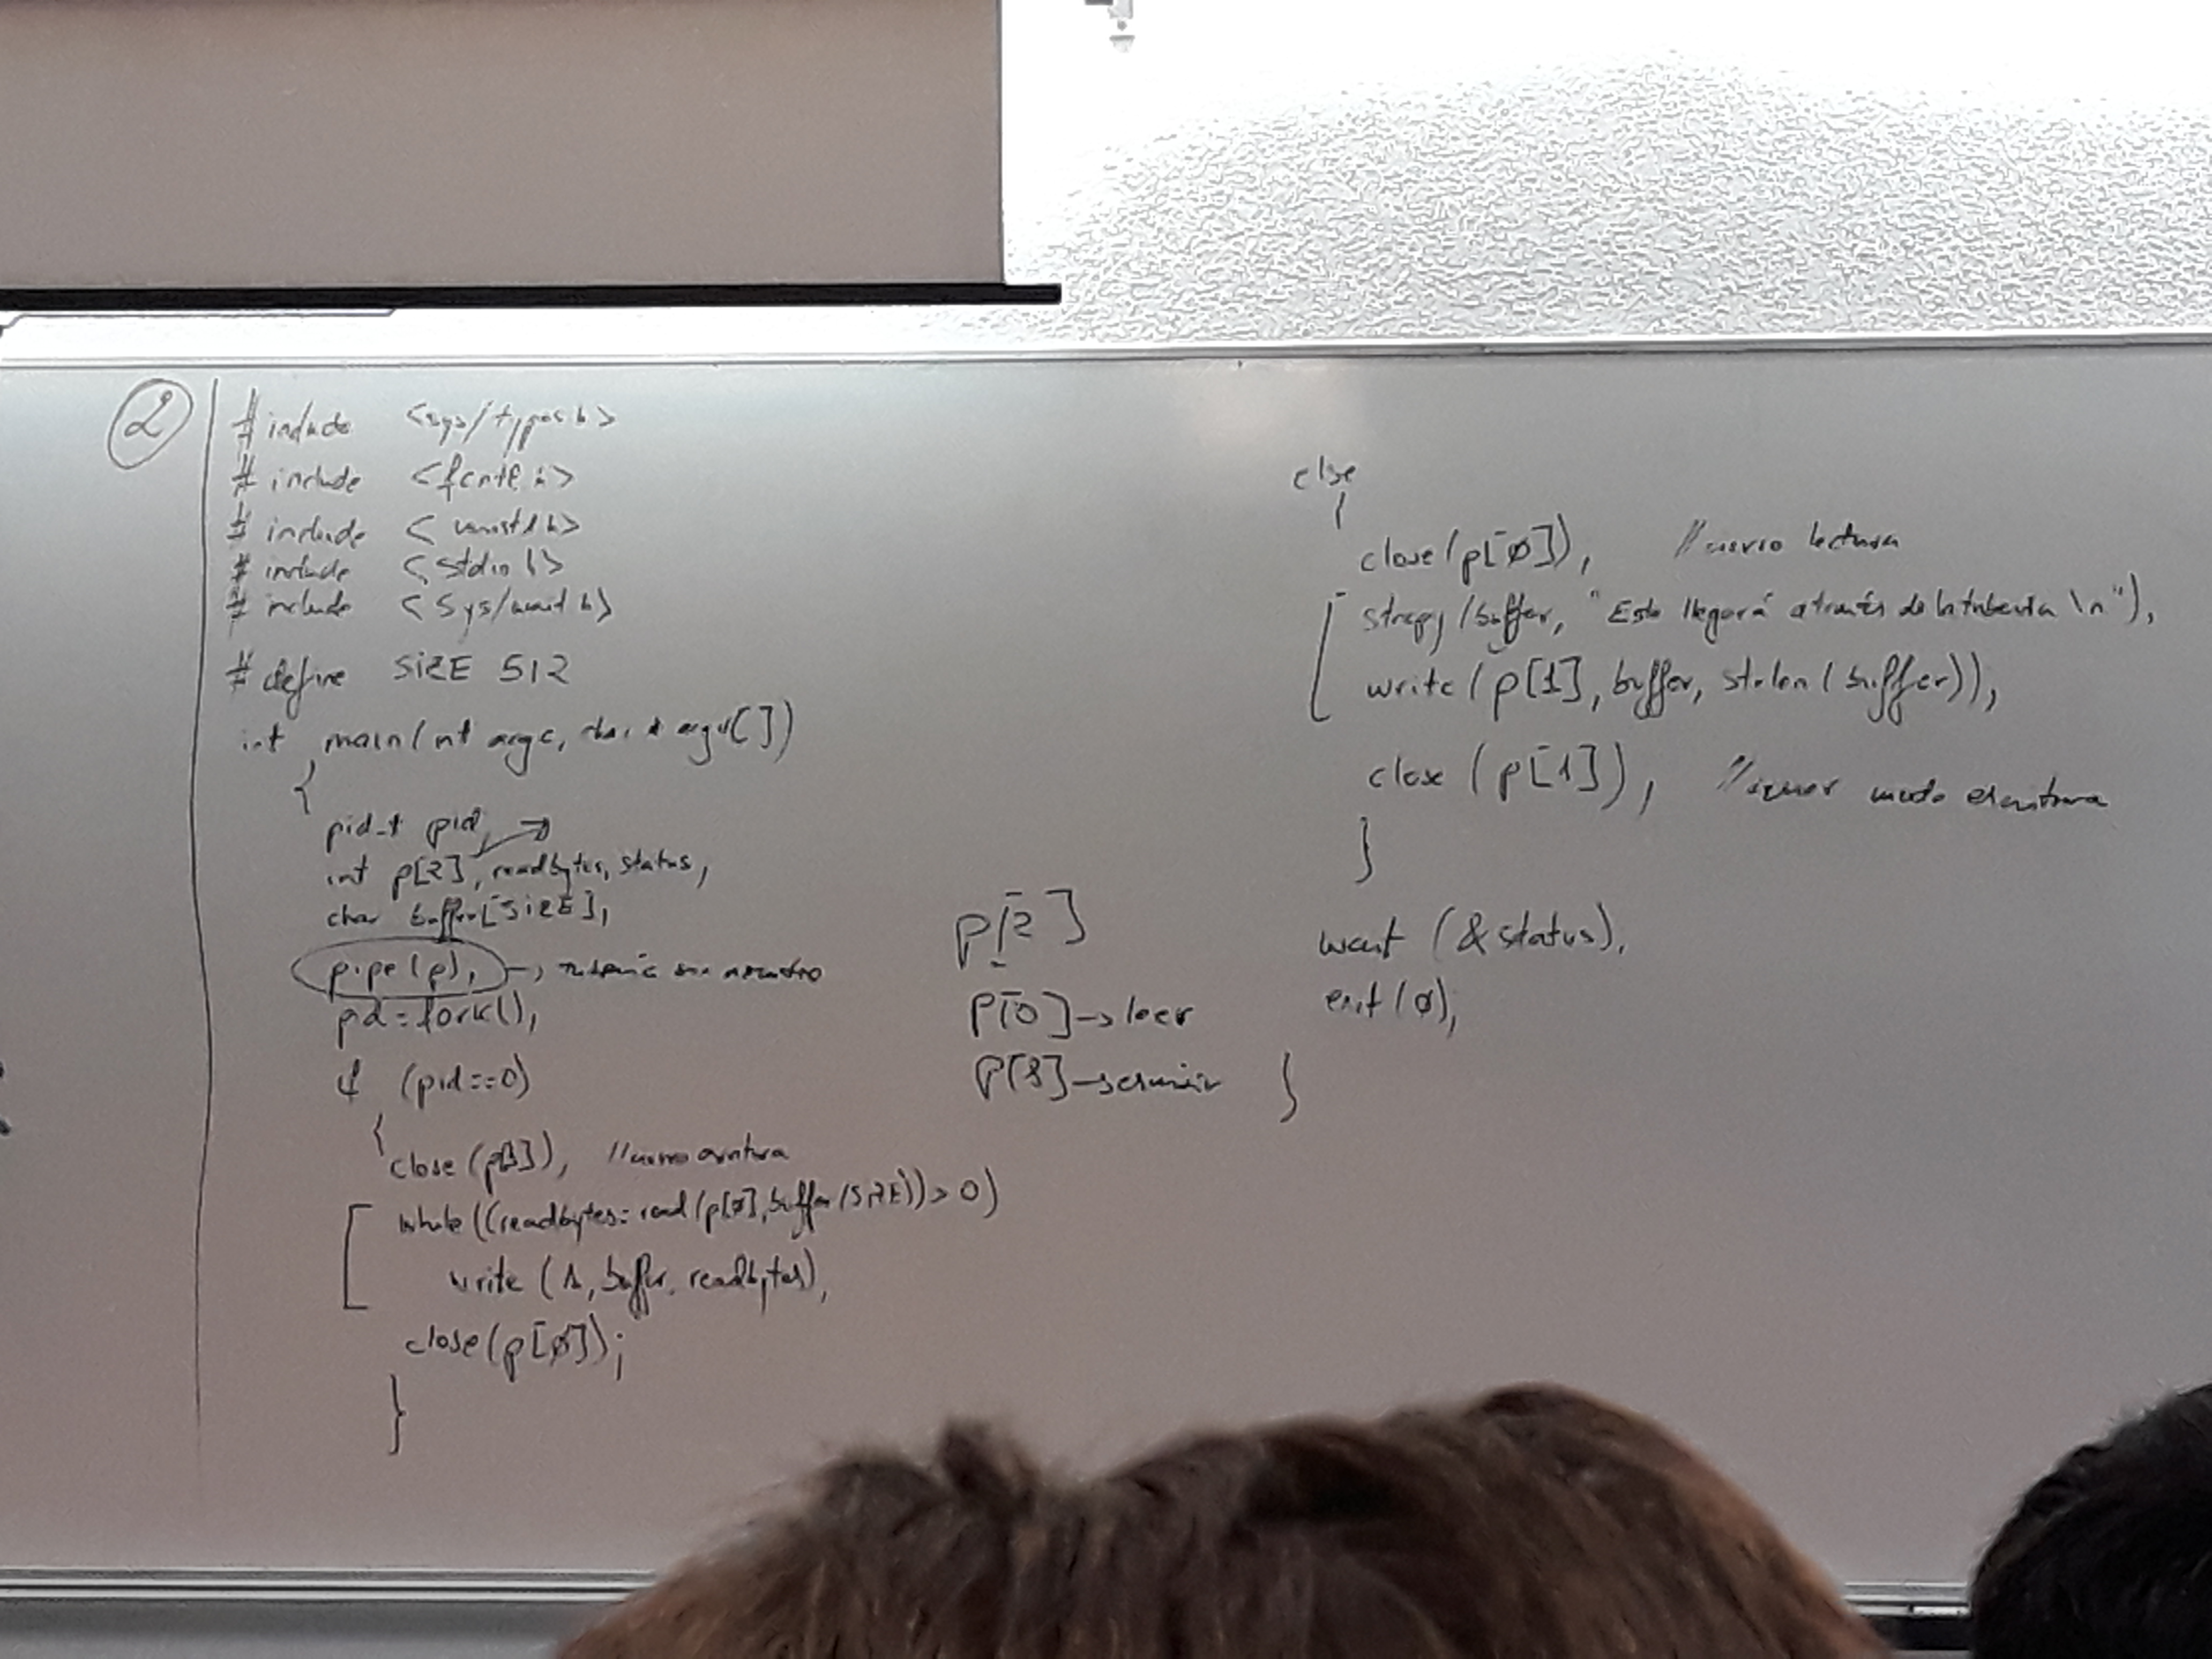 2
# include <sys/types.h>
# include <fcntl.h>
# include <unistd.h>
# include <stdio.h>
# include <sys/wait.h>
# define SIZE 512
int main(int argc, char * argv[])
{
pid_t pid;
int p[2], readbytes, status;
char buffer[SIZE];
pipe(p); → tubería sin nombre
pid=fork();
if (pid==0)
{
close(p[1]); // cierro escritura
while((readbytes=read(p[0],buffer,SIZE))>0)
write (1, buffer, readbytes);
close(p[0]);
}
p[2]
p[0] → leer
p[1] → escribir
else
{
close(p[0]); // cierro lectura
strcpy(buffer, "Esto llegará a través de la tubería \n");
write (p[1], buffer, strlen(buffer));
close (p[1]); // modo escritura
}
wait (&status);
exit (0);
}